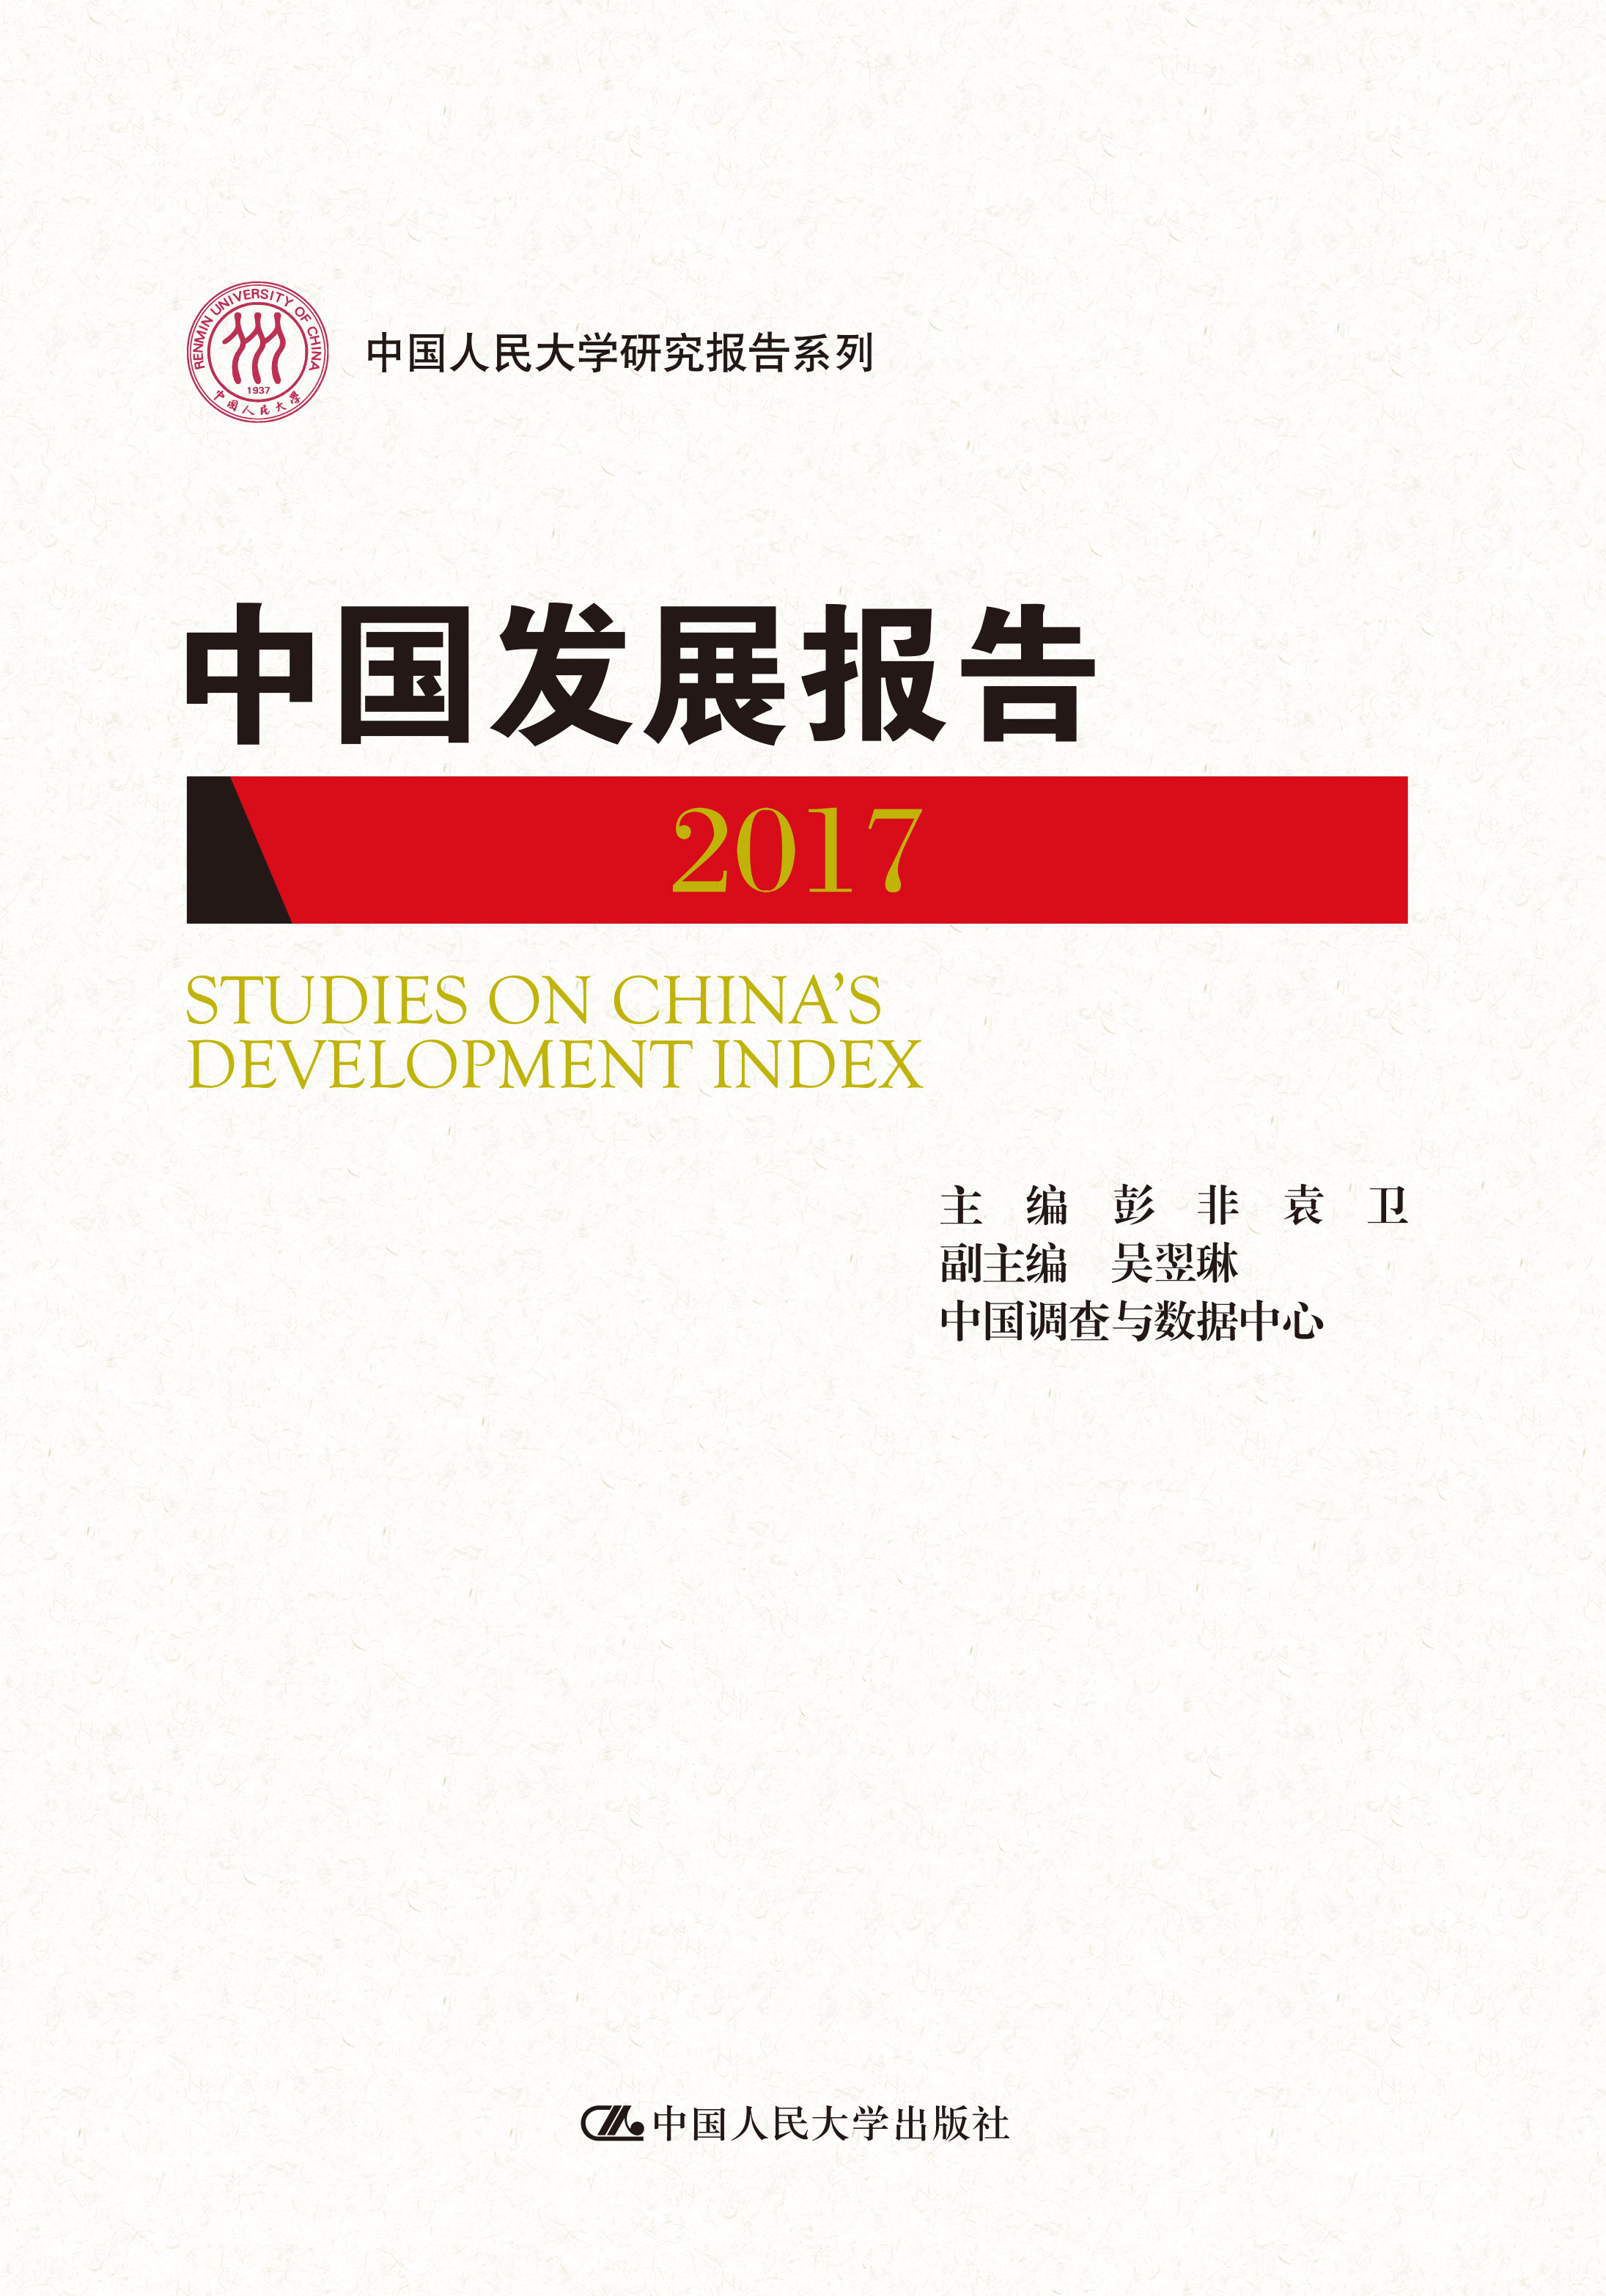 RENMIN UNIVERSITY OF CHINA
1937
中国人民大学
中国人民大学研究报告系列
中国发展报告
2017
STUDIES ON CHINA'S
DEVELOPMENT INDEX
主 编 彭 非 袁 卫
副主编 吴翌琳
中国调查与数据中心
中国人民大学出版社